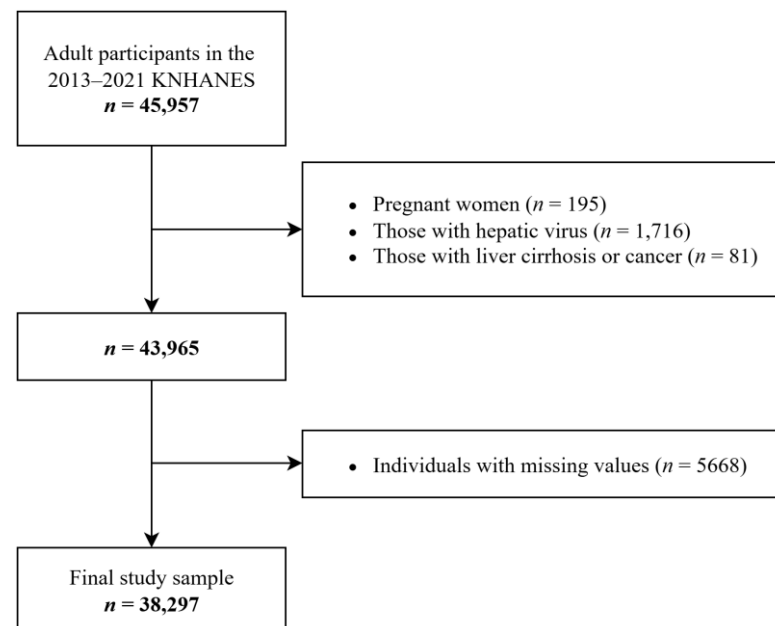 Adult participants in the
2013–2021 KNHANES
n = 45,957
• Pregnant women (n = 195)
• Those with hepatic virus (n = 1,716)
• Those with liver cirrhosis or cancer (n = 81)
n = 43,965
• Individuals with missing values (n = 5668)
Final study sample
n = 38,297